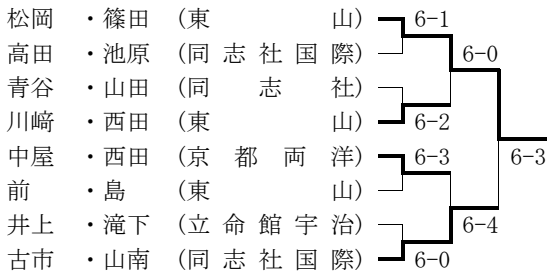 松岡 ・篠田 (東 山) 6-1
高田 ・池原 (同志社国際) 6-0
青谷 ・山田 (同 志 社)
川﨑 ・西田 (東 山) 6-2
中屋 ・西田 (京都両洋) 6-3 6-3
前 ・島 (東 山)
井上 ・滝下 (立命館宇治) 6-4
古市 ・山南 (同志社国際) 6-0